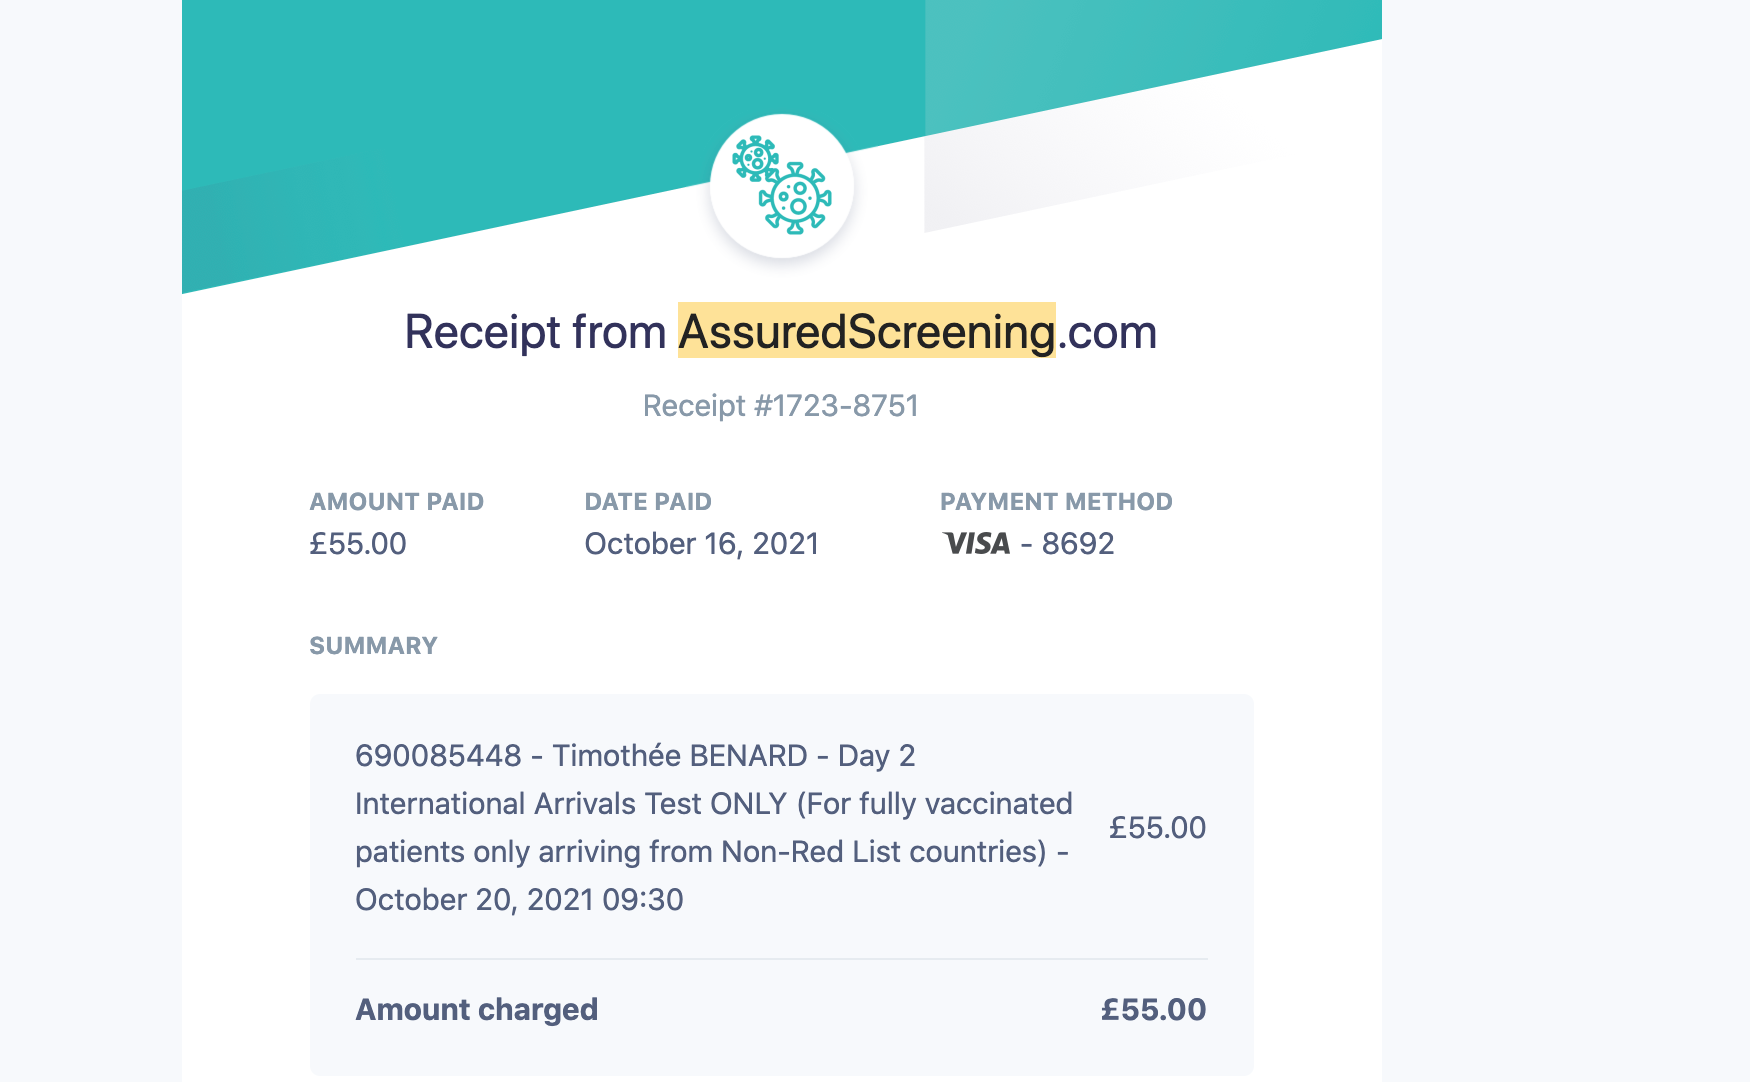 Receipt from AssuredScreening.com
Receipt #1723-8751
AMOUNT PAID
£55.00
DATE PAID
October 16, 2021
PAYMENT METHOD
VISA - 8692
SUMMARY
690085448 - Timothée BENARD - Day 2
International Arrivals Test ONLY (For fully vaccinated
patients only arriving from Non-Red List countries) -
October 20, 2021 09:30
£55.00
Amount charged £55.00